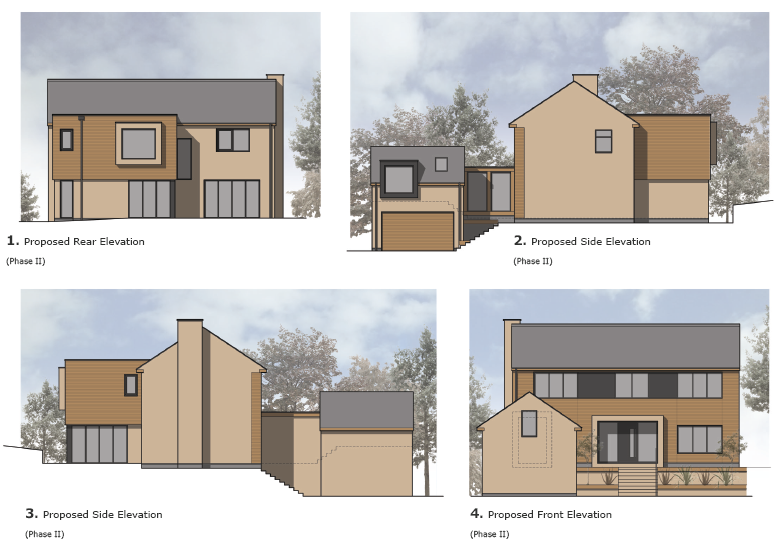 1. Proposed Rear Elevation
(Phase II)
2. Proposed Side Elevation
(Phase II)
3. Proposed Side Elevation
(Phase II)
4. Proposed Front Elevation
(Phase II)